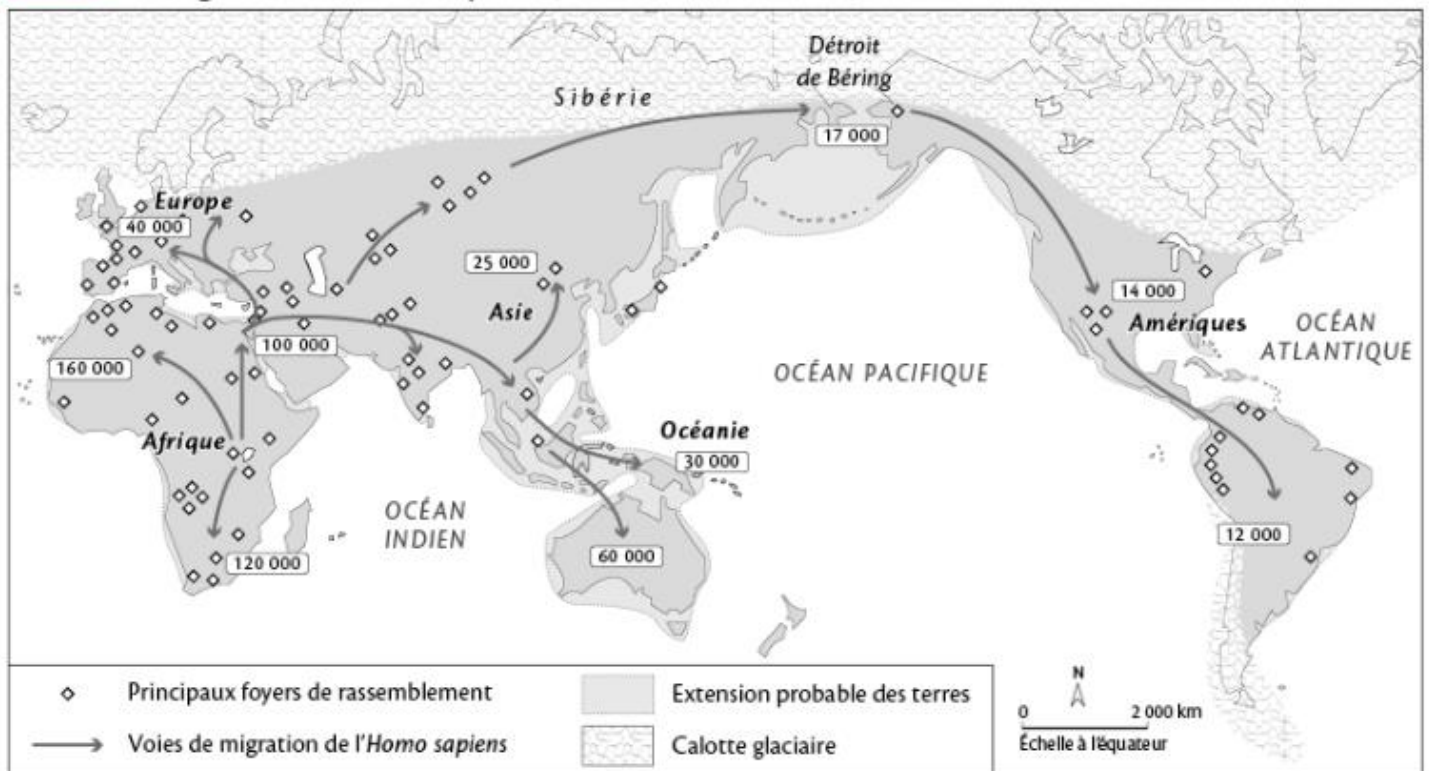 Détroit
de Béring
Sibérie
17 000
Europe
40 000
25 000
Asie
14 000
Amériques
OCÉAN
ATLANTIQUE
100 000
160 000
OCÉAN PACIFIQUE
Afrique
Océanie
30 000
OCÉAN
INDIEN
120 000
60 000
12 000
Principaux foyers de rassemblement
Voies de migration de l'Homo sapiens
Extension probable des terres
Calotte glaciaire
N
0 2 000 km
Échelle à l'équateur